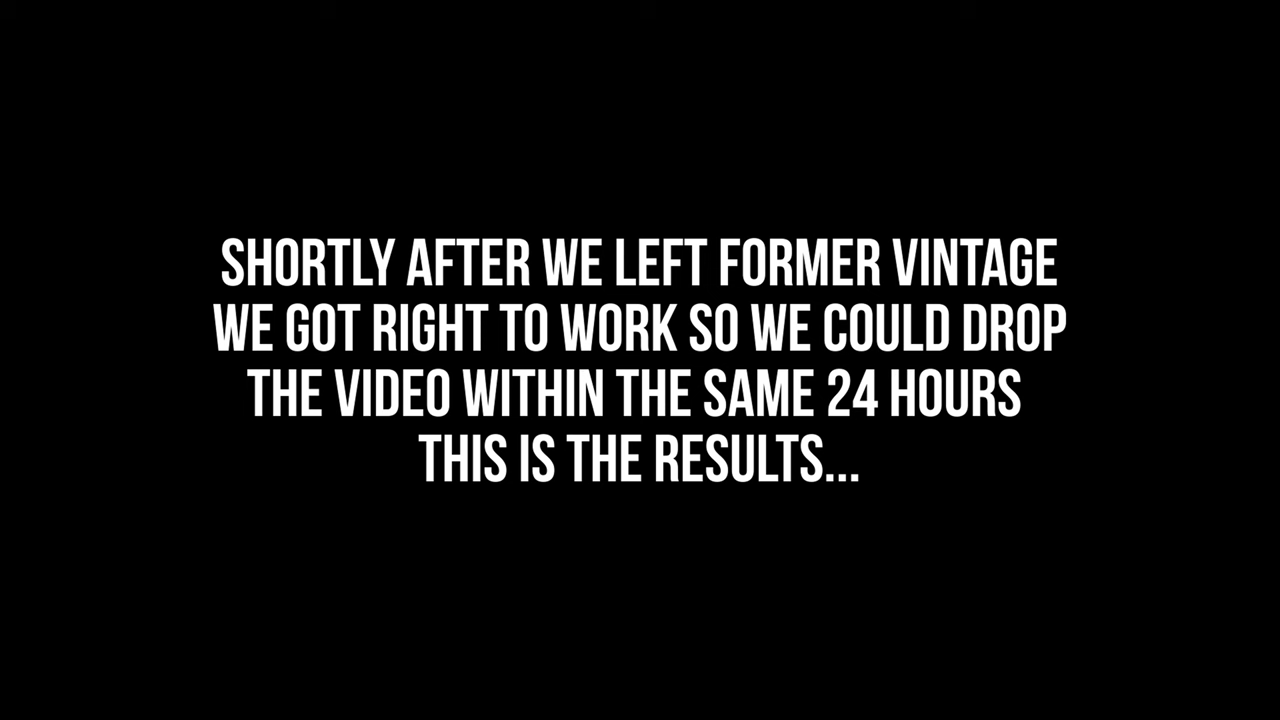 SHORTLY AFTER WE LEFT FORMER VINTAGE
WE GOT RIGHT TO WORK SO WE COULD DROP
THE VIDEO WITHIN THE SAME 24 HOURS
THIS IS THE RESULTS...